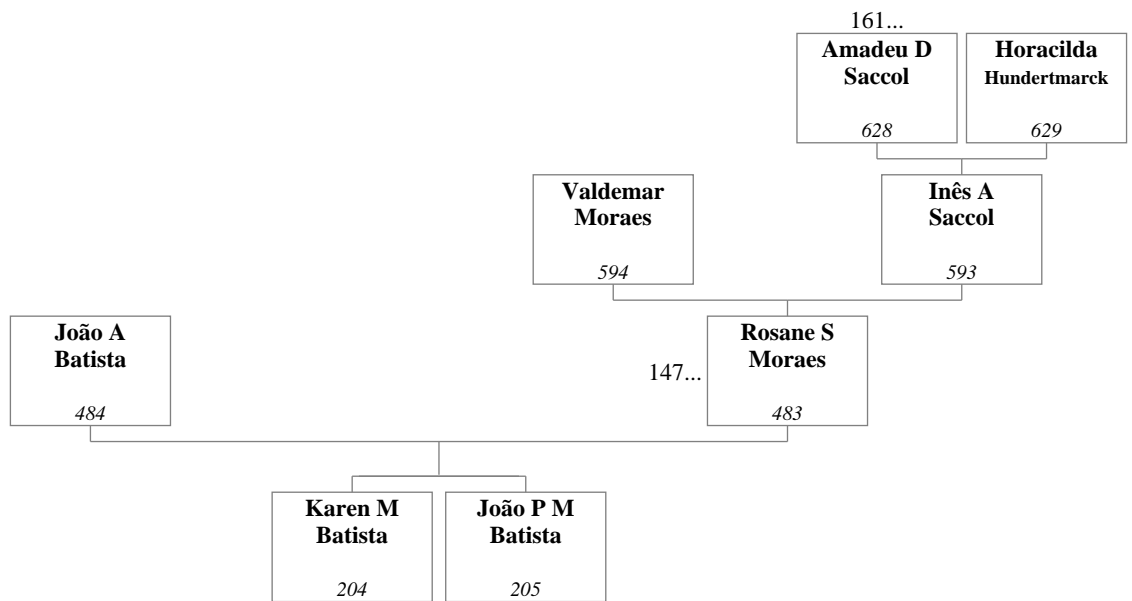 161...
Amadeu D
Saccol
628
Horacilda
Hundertmarck
629
Valdemar
Moraes
594
Inês A
Saccol
593
João A
Batista
484
147...
Rosane S
Moraes
483
Karen M
Batista
204
João P M
Batista
205